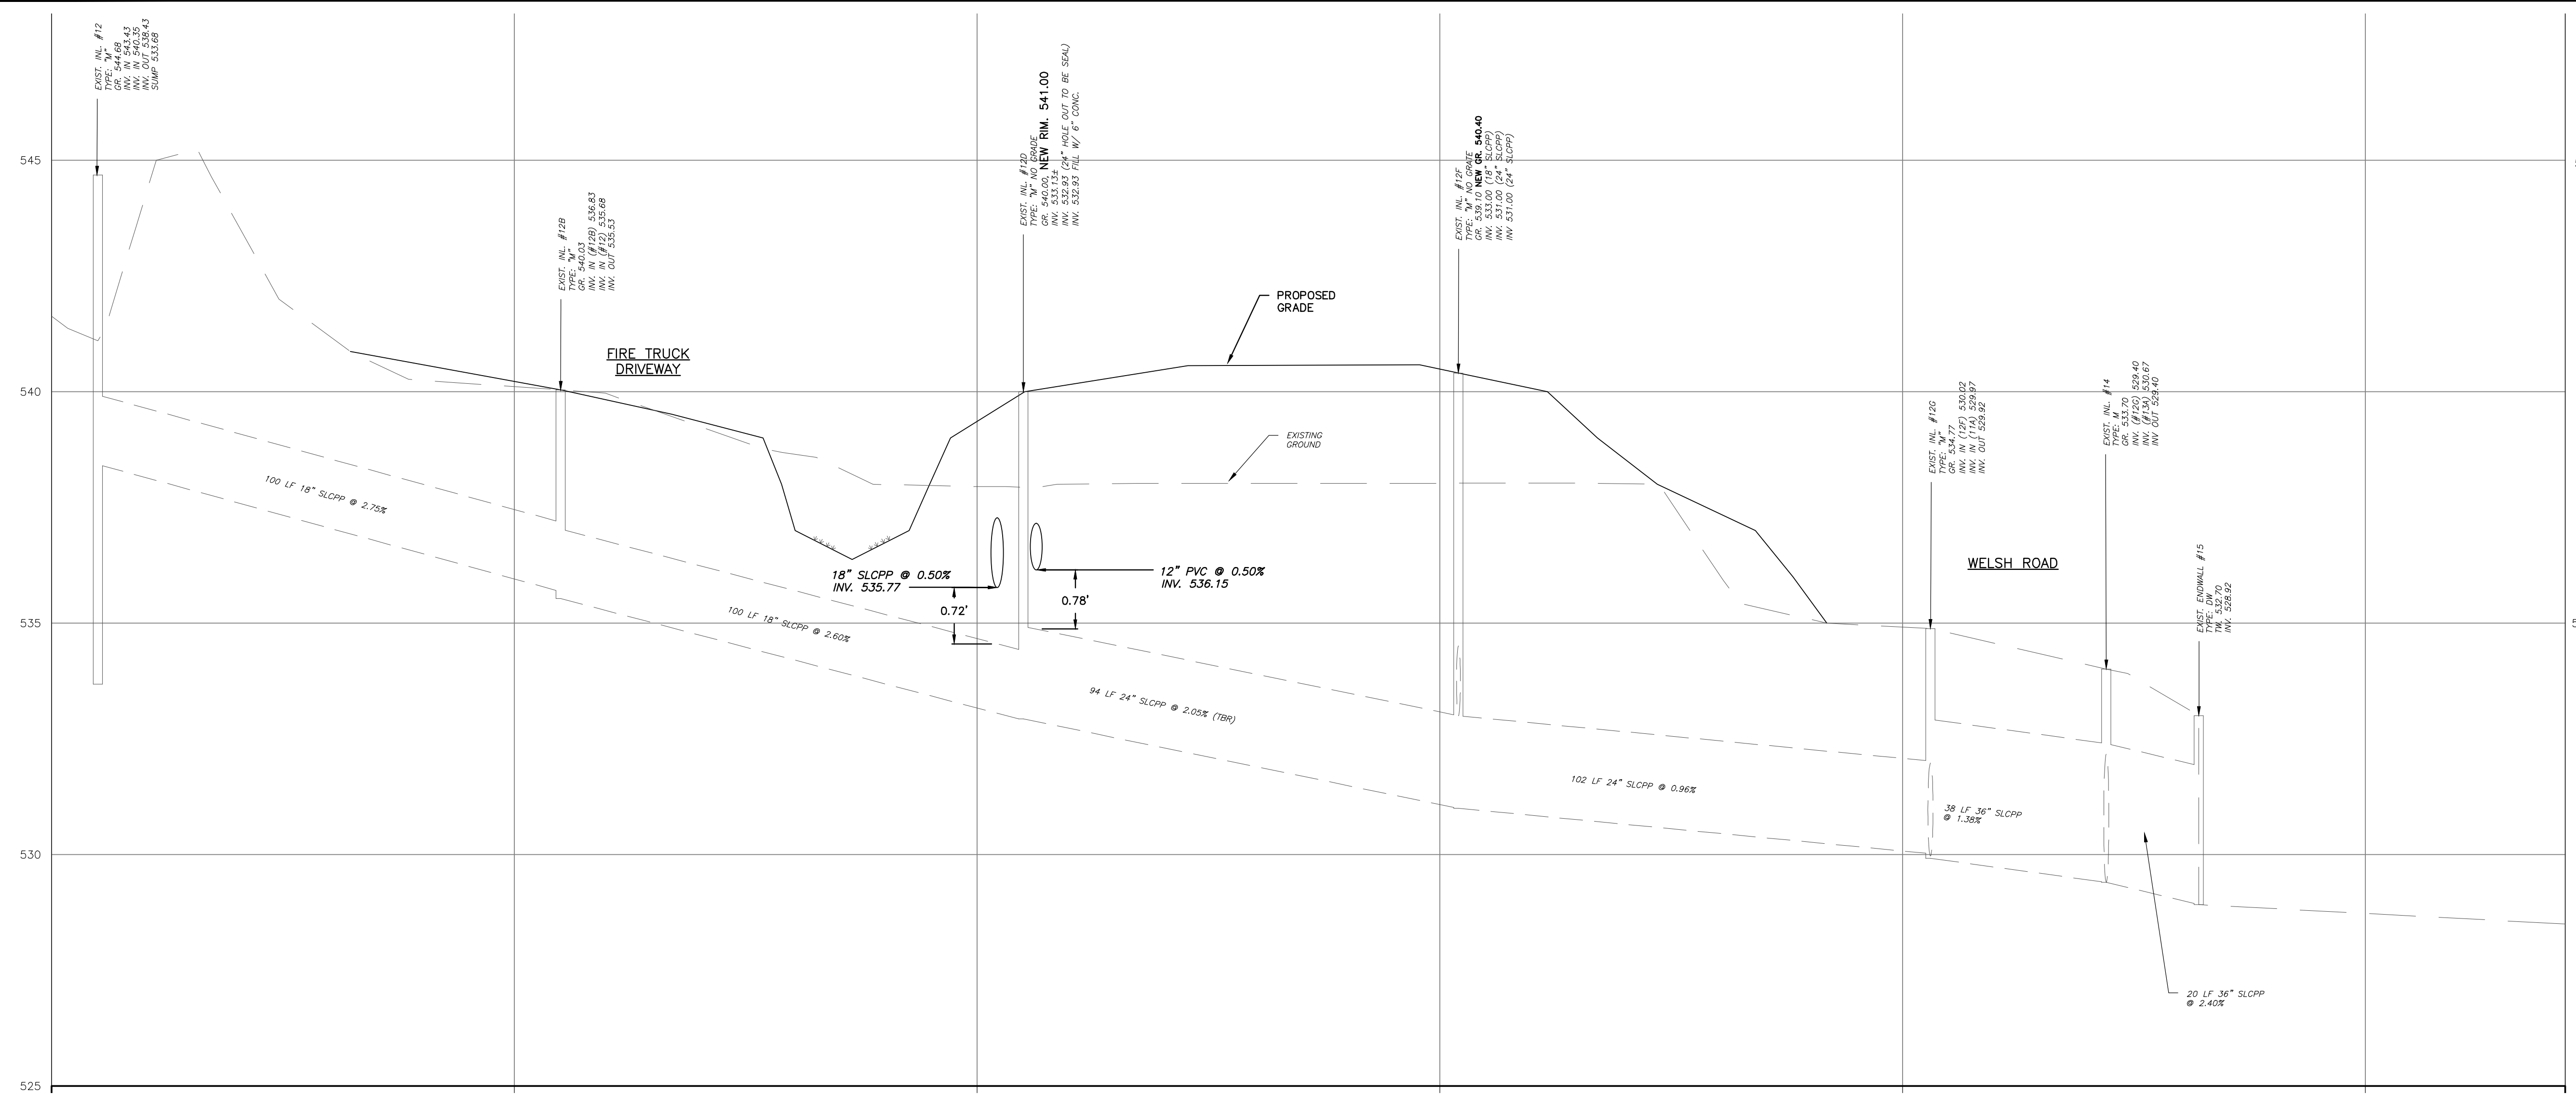 EXIST. INL. #12
TYPE: "M"
GR. 544.68
INV. IN 543.43
INV. IN 540.35
INV. OUT 538.43
SUMP 533.68
EXIST. INL. #12B
TYPE: "M"
GR. 540.03
INV. IN (#12B) 536.83
INV. IN (#12) 535.68
INV. OUT 535.53
EXIST. INL. #12D
TYPE: "M" NO GRADE
GR. 540.00, NEW RIM. 541.00
INV. 533.13±
INV. 532.93 (24" HOLE OUT TO BE SEAL)
INV. 532.93 FILL W/ 6" CONC.
EXIST. INL. #12F
TYPE: "M" NO GRATE
GR. 539.10 NEW GR. 540.40
INV. 533.00 (18" SLCPP)
INV. 531.00 (24" SLCPP)
INV 531.00 (24" SLCPP)
EXIST. INL. #12G
TYPE: "M"
GR. 534.77
INV. IN (12F) 530.02
INV. IN (11A) 529.97
INV. OUT 529.92
EXIST. INL. #14
TYPE: M
GR. 533.70
INV. (#12G) 529.40
INV. (#13A) 530.67
INV OUT 529.40
EXIST. ENDWALL #15
TYPE: DW
TW. 532.70
INV. 528.92
545
540
535
530
525
5
FIRE TRUCK
DRIVEWAY
PROPOSED
GRADE
EXISTING
GROUND
WELSH ROAD
100 LF 18" SLCPP @ 2.75%
18" SLCPP @ 0.50%
INV. 535.77
0.72'
12" PVC @ 0.50%
INV. 536.15
0.78'
100 LF 18" SLCPP @ 2.60%
94 LF 24" SLCPP @ 2.05% (TBR)
102 LF 24" SLCPP @ 0.96%
38 LF 36" SLCPP
@ 1.38%
20 LF 36" SLCPP
@ 2.40%